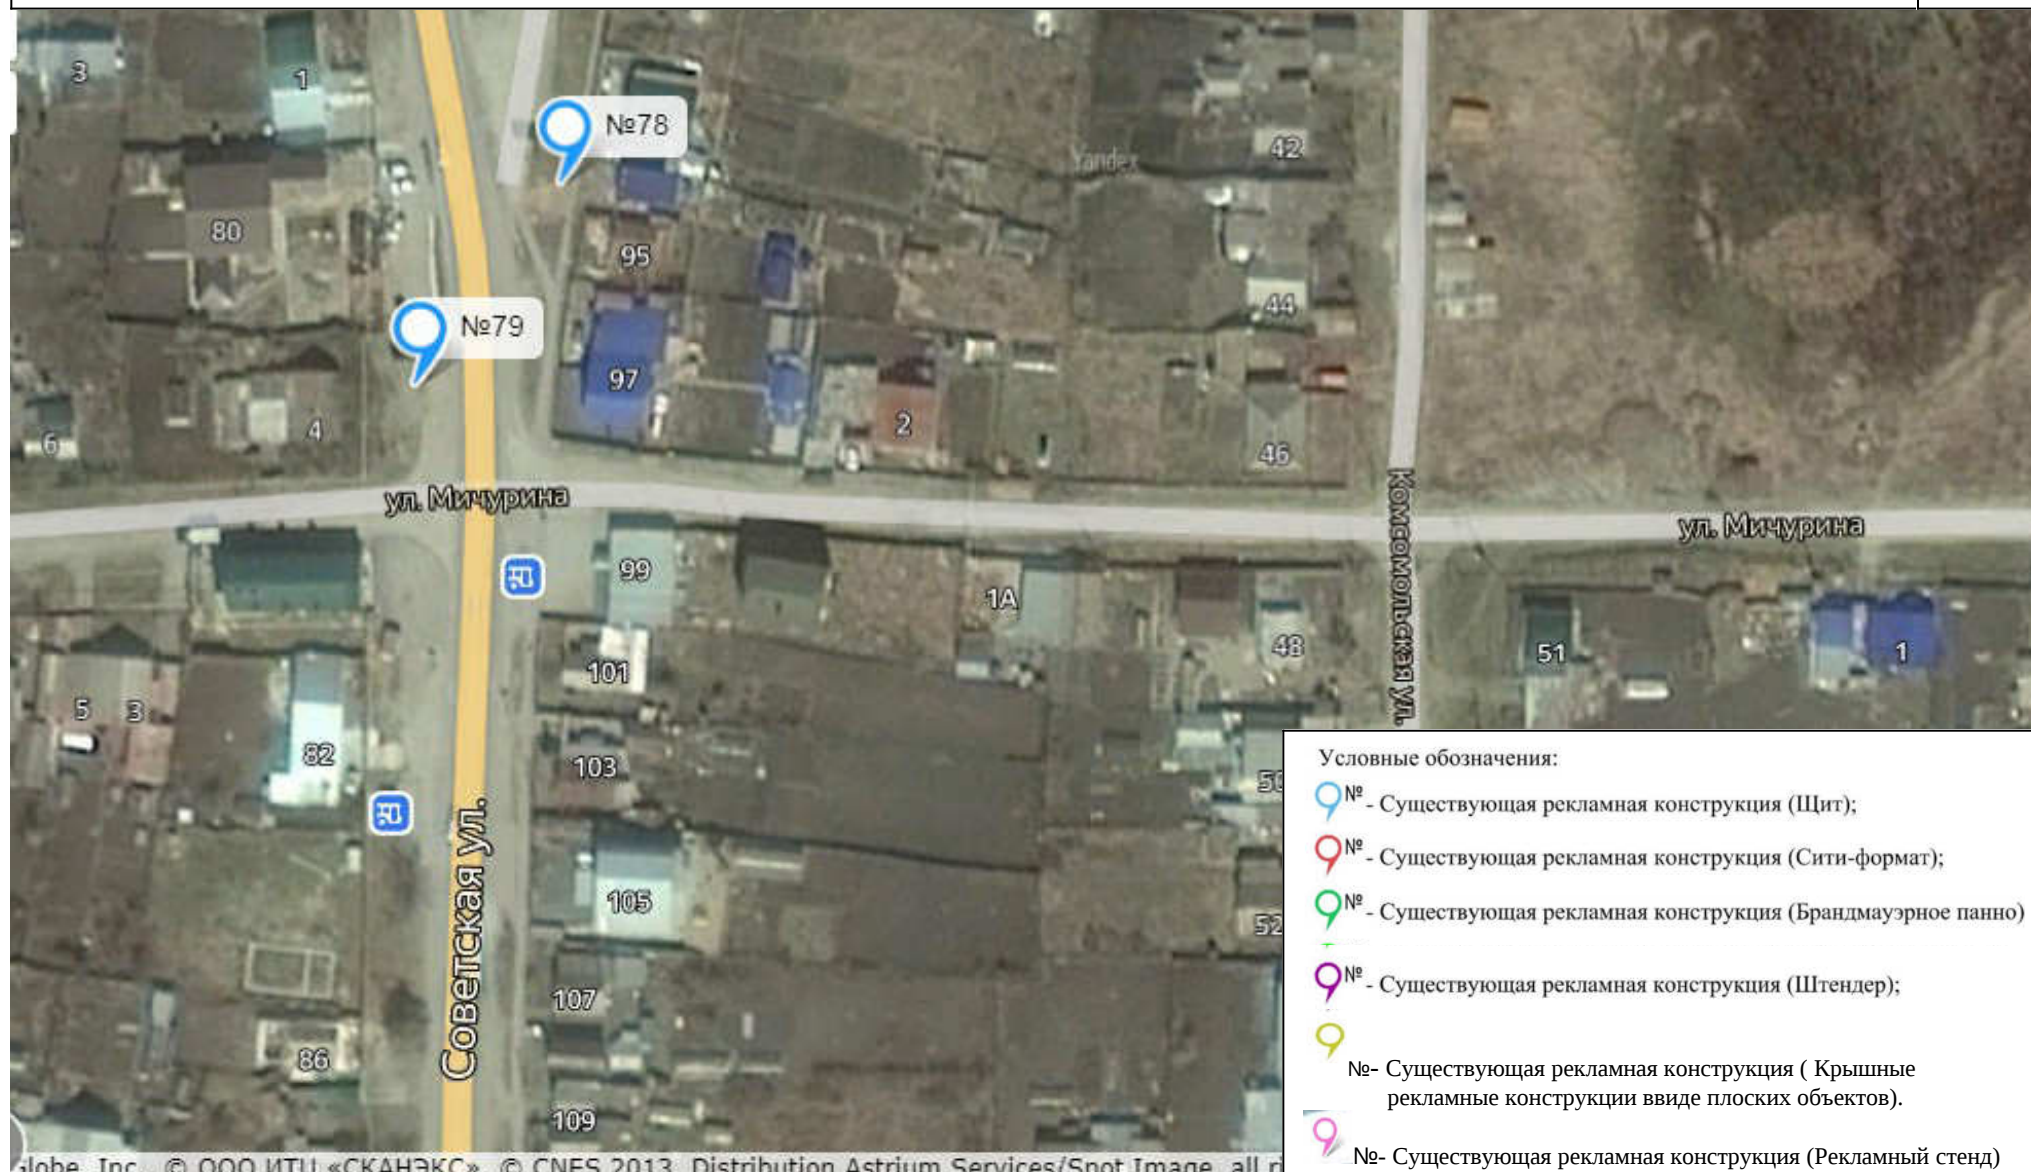 3
1
№78
42
Yandex
80
95
44
№79
97
2
4
6
46
ул. Мичурина
Комсомольская ул.
ул. Мичурина
99
1А
48
51
1
101
5
3
82
103
50
Советская ул.
105
52
107
86
109
Условные обозначения:
№ - Существующая рекламная конструкция (Щит);
№ - Существующая рекламная конструкция (Сити-формат);
№ - Существующая рекламная конструкция (Брандмауэрное панно)
№ - Существующая рекламная конструкция (Штендер);
№- Существующая рекламная конструкция ( Крышные
рекламные конструкции ввиде плоских объектов).
№- Существующая рекламная конструкция (Рекламный стенд)
Globe, Inc., © ООО ИТЦ «СКАНЭКС», © CNES 2013, Distribution Astrium Services/Spot Image, all